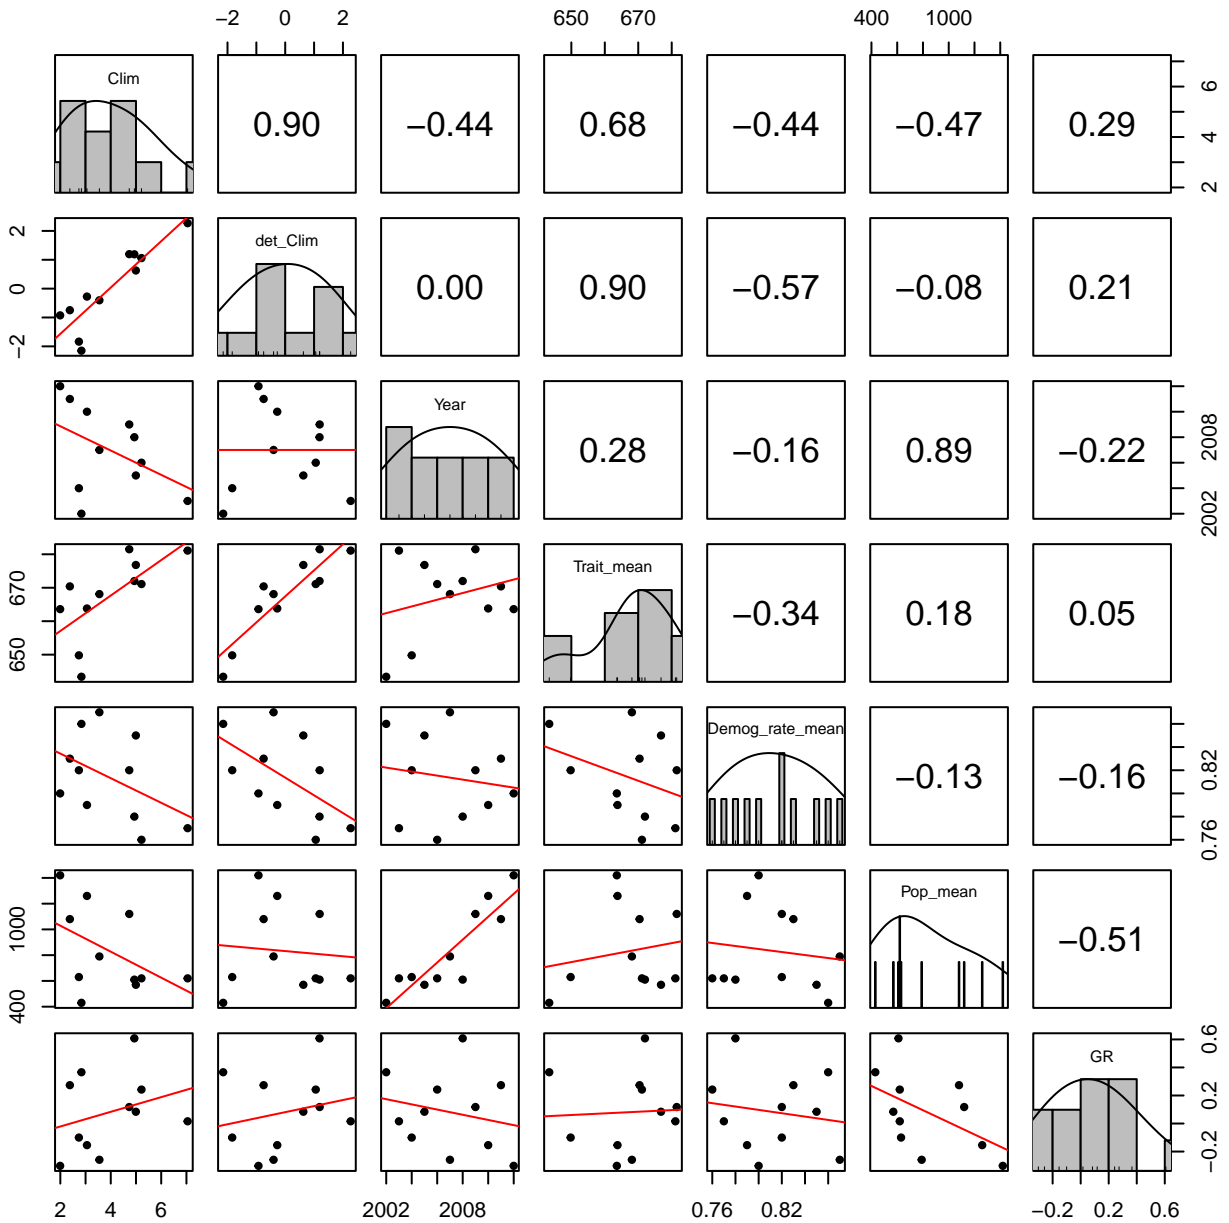 −2 0 2 650 670 400 1000
Clim
0.90 −0.44 0.68 −0.44 −0.47 0.29
2 4 6
−2 0 2
det_Clim
0.00 0.90 −0.57 −0.08 0.21
Year
0.28 −0.16 0.89 −0.22
2002 2008
650 670
Trait_mean
−0.34 0.18 0.05
Demog_rate_mean
−0.13 −0.16
0.76 0.82
400 1000
Pop_mean
−0.51
GR
−0.2 0.2 0.6
2 4 6 2002 2008 0.76 0.82 −0.2 0.2 0.6